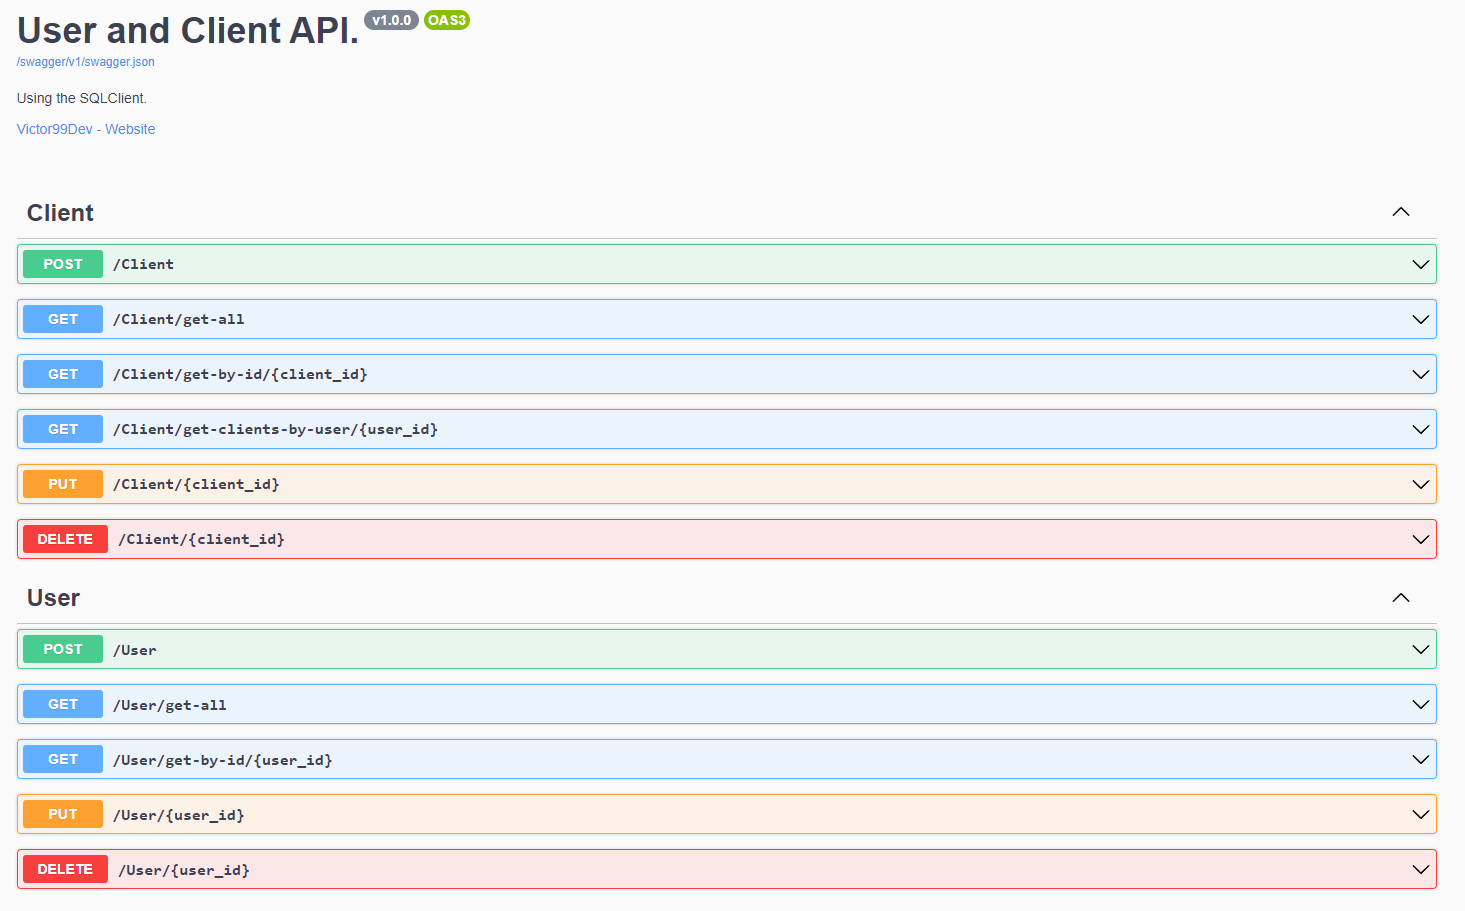 User and Client API. v1.0.0 OAS3
/swagger/v1/swagger.json
Using the SQLClient.
Victor99Dev - Website
Client
POST /Client
GET /Client/get-all
GET /Client/get-by-id/{client_id}
GET /Client/get-clients-by-user/{user_id}
PUT /Client/{client_id}
DELETE /Client/{client_id}
User
POST /User
GET /User/get-all
GET /User/get-by-id/{user_id}
PUT /User/{user_id}
DELETE /User/{user_id}